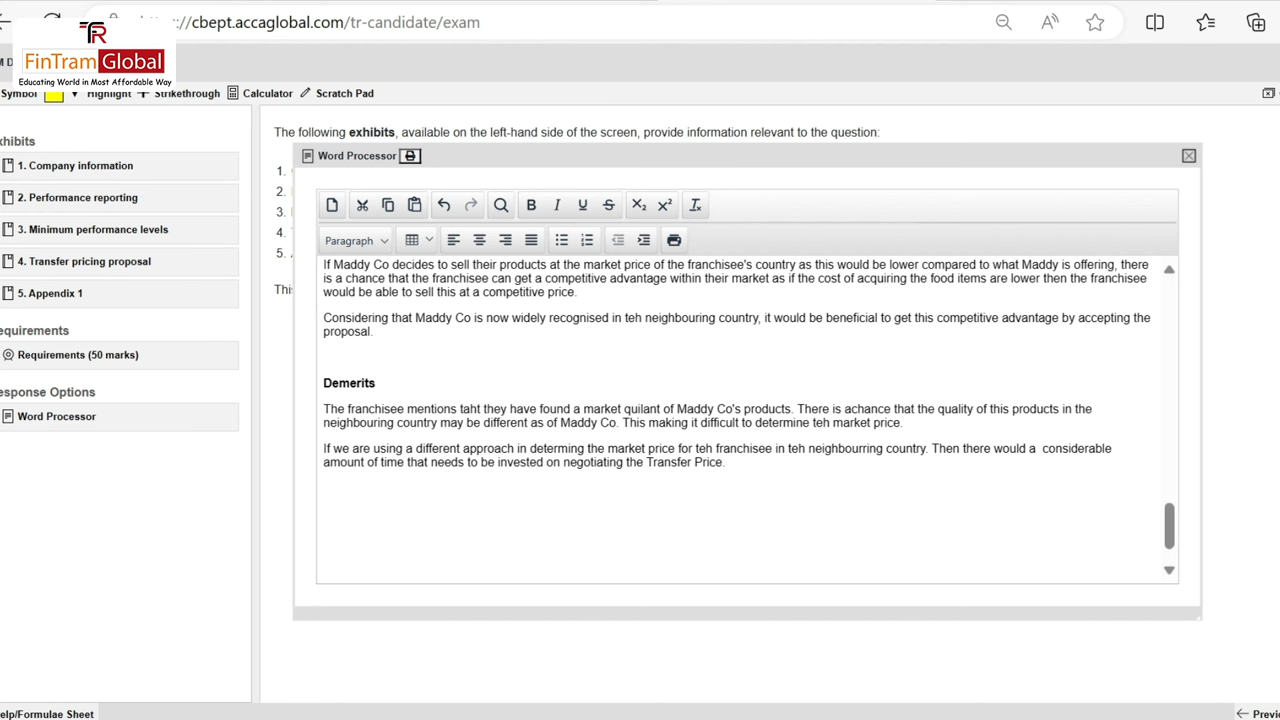 ://cbept.accaglobal.com/tr-candidate/exam
TR
FinTram Global
Educating World in Most Affordable Way
Symbol Highlight Strikethrough Calculator Scratch Pad
xhibits
1. Company information
2. Performance reporting
3. Minimum performance levels
4. Transfer pricing proposal
5. Appendix 1
equirements
Requirements (50 marks)
esponse Options
Word Processor
The following exhibits, available on the left-hand side of the screen, provide information relevant to the question:
1.
2.
3.
4.
5.
This
Word Processor
Paragraph
If Maddy Co decides to sell their products at the market price of the franchisee's country as this would be lower compared to what Maddy is offering, there
is a chance that the franchisee can get a competitive advantage within their market as if the cost of acquiring the food items are lower then the franchisee
would be able to sell this at a competitive price.
Considering that Maddy Co is now widely recognised in teh neighbouring country, it would be beneficial to get this competitive advantage by accepting the
proposal.
Demerits
The franchisee mentions taht they have found a market quilant of Maddy Co's products. There is achance that the quality of this products in the
neighbouring country may be different as of Maddy Co. This making it difficult to determine teh market price.
If we are using a different approach in determing the market price for teh franchisee in teh neighbourring country. Then there would a considerable
amount of time that needs to be invested on negotiating the Transfer Price.
elp/Formulae Sheet
Previo